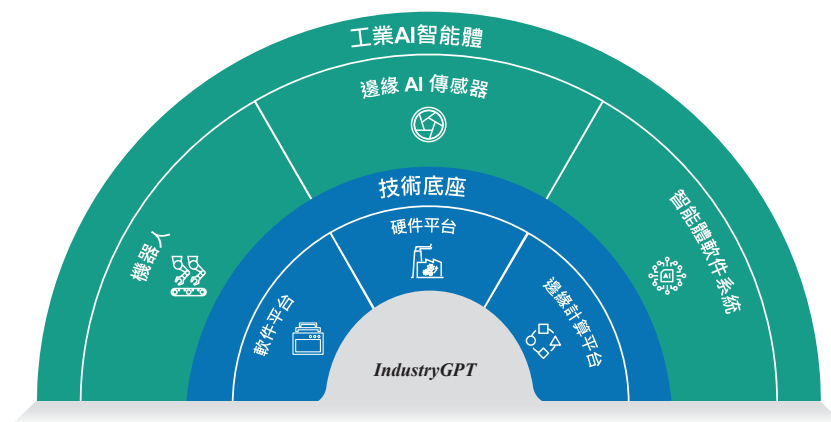 工業AI智能體
邊緣 AI 傳感器
機器人
智能體軟件系統
技術底座
硬件平台
軟件平台
邊緣計算平台
AI
IndustryGPT